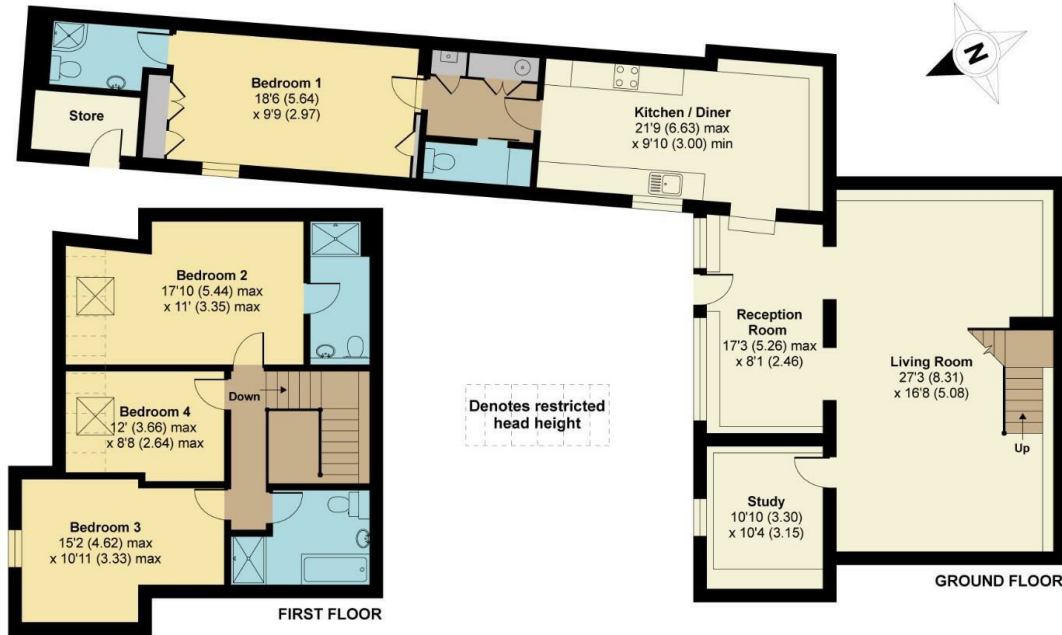 N
Bedroom 1
18'6 (5.64)
x 9'9 (2.97)
Store
Kitchen / Diner
21'9 (6.63) max
x 9'10 (3.00) min
Bedroom 2
17'10 (5.44) max
x 11' (3.35) max
Reception
Room
17'3 (5.26) max
x 8'1 (2.46)
Living Room
27'3 (8.31)
x 16'8 (5.08)
Down
Bedroom 4
12' (3.66) max
x 8'8 (2.64) max
Denotes restricted
head height
Up
Bedroom 3
15'2 (4.62) max
x 10'11 (3.33) max
Study
10'10 (3.30)
x 10'4 (3.15)
FIRST FLOOR
GROUND FLOOR